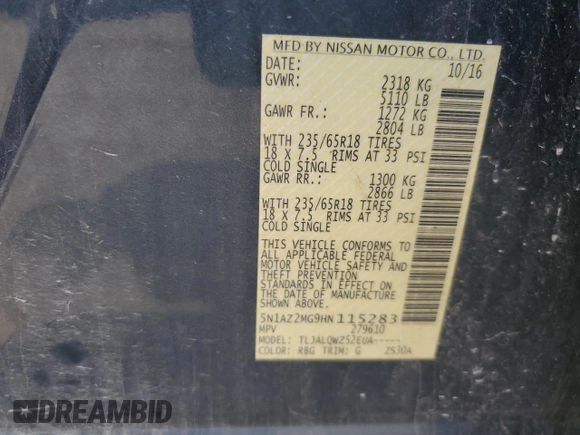 MFD BY NISSAN MOTOR CO., LTD.
DATE: 10/16
GVWR: 2318 KG
5110 LB
GAWR FR.: 1272 KG
2804 LB
WITH 235/65R18 TIRES
18 X 7.5 RIMS AT 33 PSI
COLD SINGLE
GAWR RR.: 1300 KG
2866 LB
WITH 235/65R18 TIRES
18 X 7.5 RIMS AT 33 PSI
COLD SINGLE
THIS VEHICLE CONFORMS TO
ALL APPLICABLE FEDERAL
MOTOR VEHICLE SAFETY AND
THEFT PREVENTION
STANDARDS IN EFFECT ON
THE DATE OF MANUFACTURE
SHOWN ABOVE.
5N1AZ2MG9HN115283
MPV 279610
MODEL: TLJALQWZ52EUA-----
COLOR: RBG TRIM: G ZS30A
DREAMBID